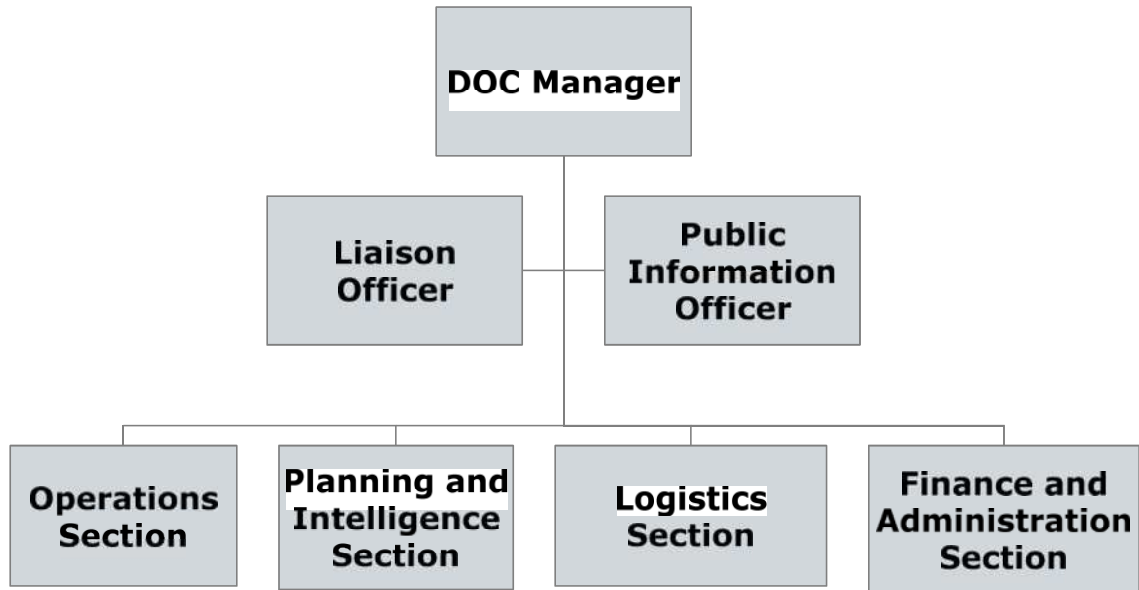 DOC Manager
Liaison
Officer
Public
Information
Officer
Operations
Section
Planning and
Intelligence
Section
Logistics
Section
Finance and
Administration
Section